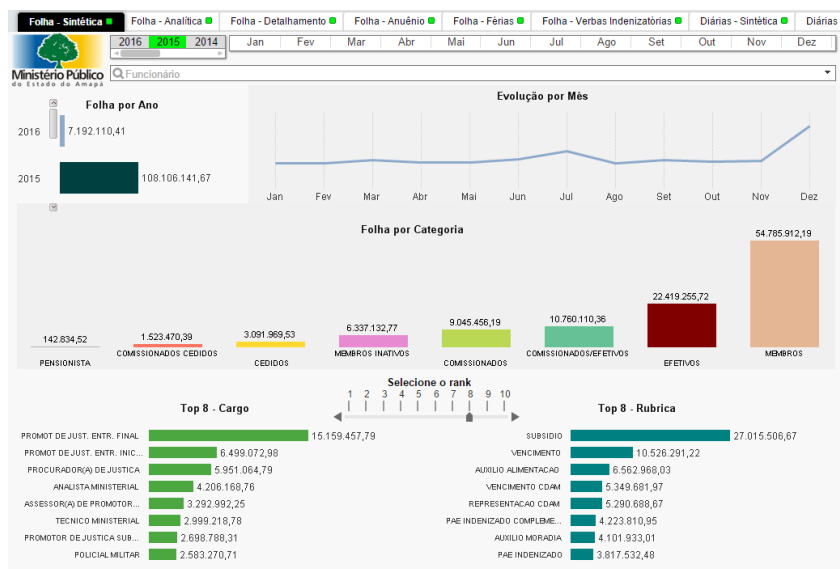 Folha - Sintética
Folha - Analítica
Folha - Detalhamento
Folha - Anuênio
Folha - Férias
Folha - Verbas Indenizatórias
Diárias - Sintética
Diárias
2016 2015 2014
Jan Fev Mar Abr Mai Jun Jul Ago Set Out Nov Dez
Ministério Público
do Estado do Amapá
Funcionário
Folha por Ano
2016 7.192.110,41
2015 108.106.141,67
Evolução por Mês
Jan Fev Mar Abr Mai Jun Jul Ago Set Out Nov Dez
Folha por Categoria
142.834,52
1.523.470,39
3.091.969,53
6.337.132,77
9.045.456,19
10.760.110,36
22.419.255,72
54.785.912,19
PENSIONISTA
COMISSIONADOS CEDIDOS
CEDIDOS
MEMBROS INATIVOS
COMISSIONADOS
COMISSIONADOS/EFETIVOS
EFETIVOS
MEMBROS
Selecione o rank
1 2 3 4 5 6 7 8 9 10
Top 8 - Cargo
PROMOT DE JUST. ENTR. FINAL 15.159.457,79
PROMOT DE JUST. ENTR. INIC... 6.499.072,98
PROCURADOR(A) DE JUSTICA 5.951.064,79
ANALISTA MINISTERIAL 4.206.168,76
ASSESSOR(A) DE PROMOTOR... 3.292.992,25
TECNICO MINISTERIAL 2.999.218,78
PROMOTOR DE JUSTICA SUB... 2.698.788,31
POLICIAL MILITAR 2.583.270,71
Top 8 - Rubrica
SUBSIDIO 27.015.506,67
VENCIMENTO 10.526.291,22
AUXILIO ALIMENTACAO 6.562.968,03
VENCIMENTO CDAM 5.349.681,97
REPRESENTACAO CDAM 5.290.688,67
PAE INDENIZADO COMPLEME... 4.223.810,95
AUXILIO MORADIA 4.101.933,01
PAE INDENIZADO 3.817.532,48